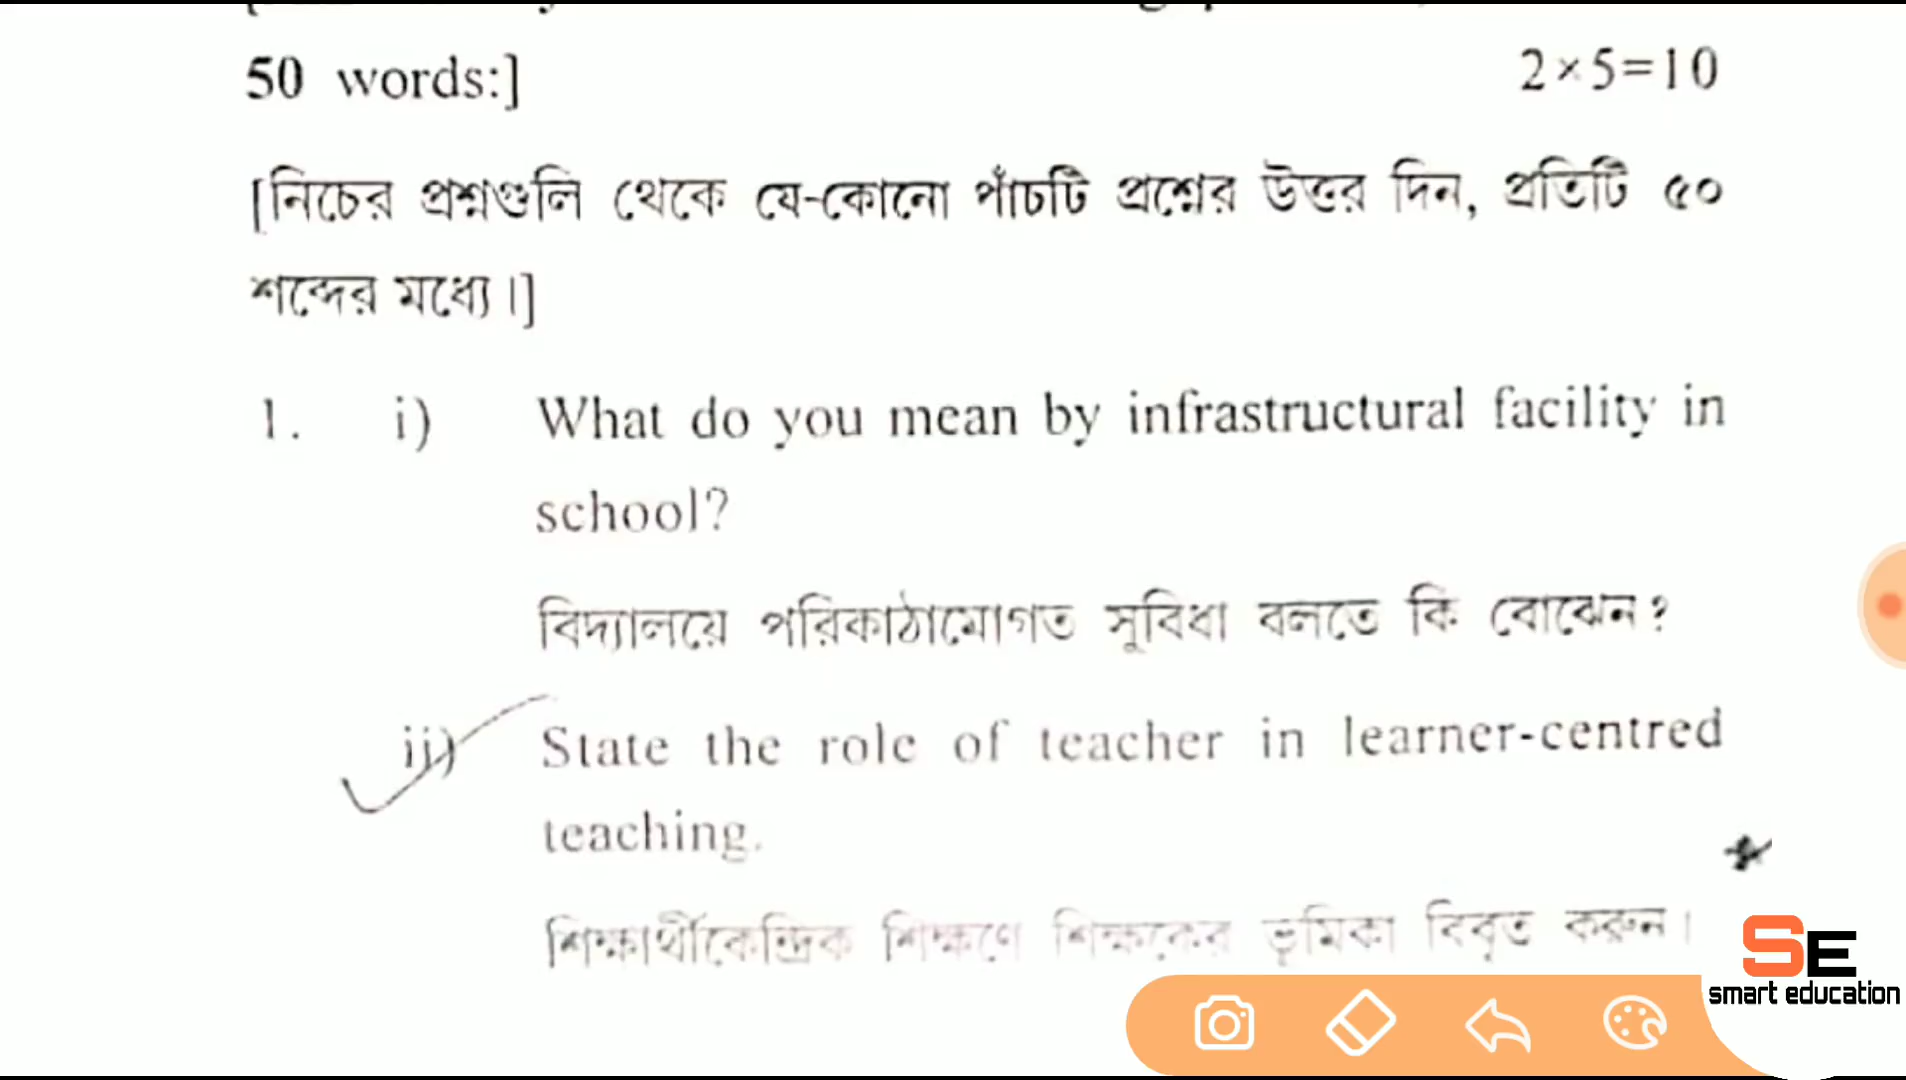 50 words:] 2×5=10
[নিচের প্রশ্নগুলি থেকে যে-কোনো পাঁচটি প্রশ্নের উত্তর দিন, প্রতিটি ৫০
শব্দের মধ্যে।]
1. i) What do you mean by infrastructural facility in
school?
বিদ্যালয়ে পরিকাঠামোগত সুবিধা বলতে কি বোঝেন?
ii) State the role of teacher in learner-centred
teaching.
শিক্ষার্থীকেন্দ্রিক শিক্ষণে শিক্ষকের ভূমিকা বিবৃত করুন।
SE
smart education